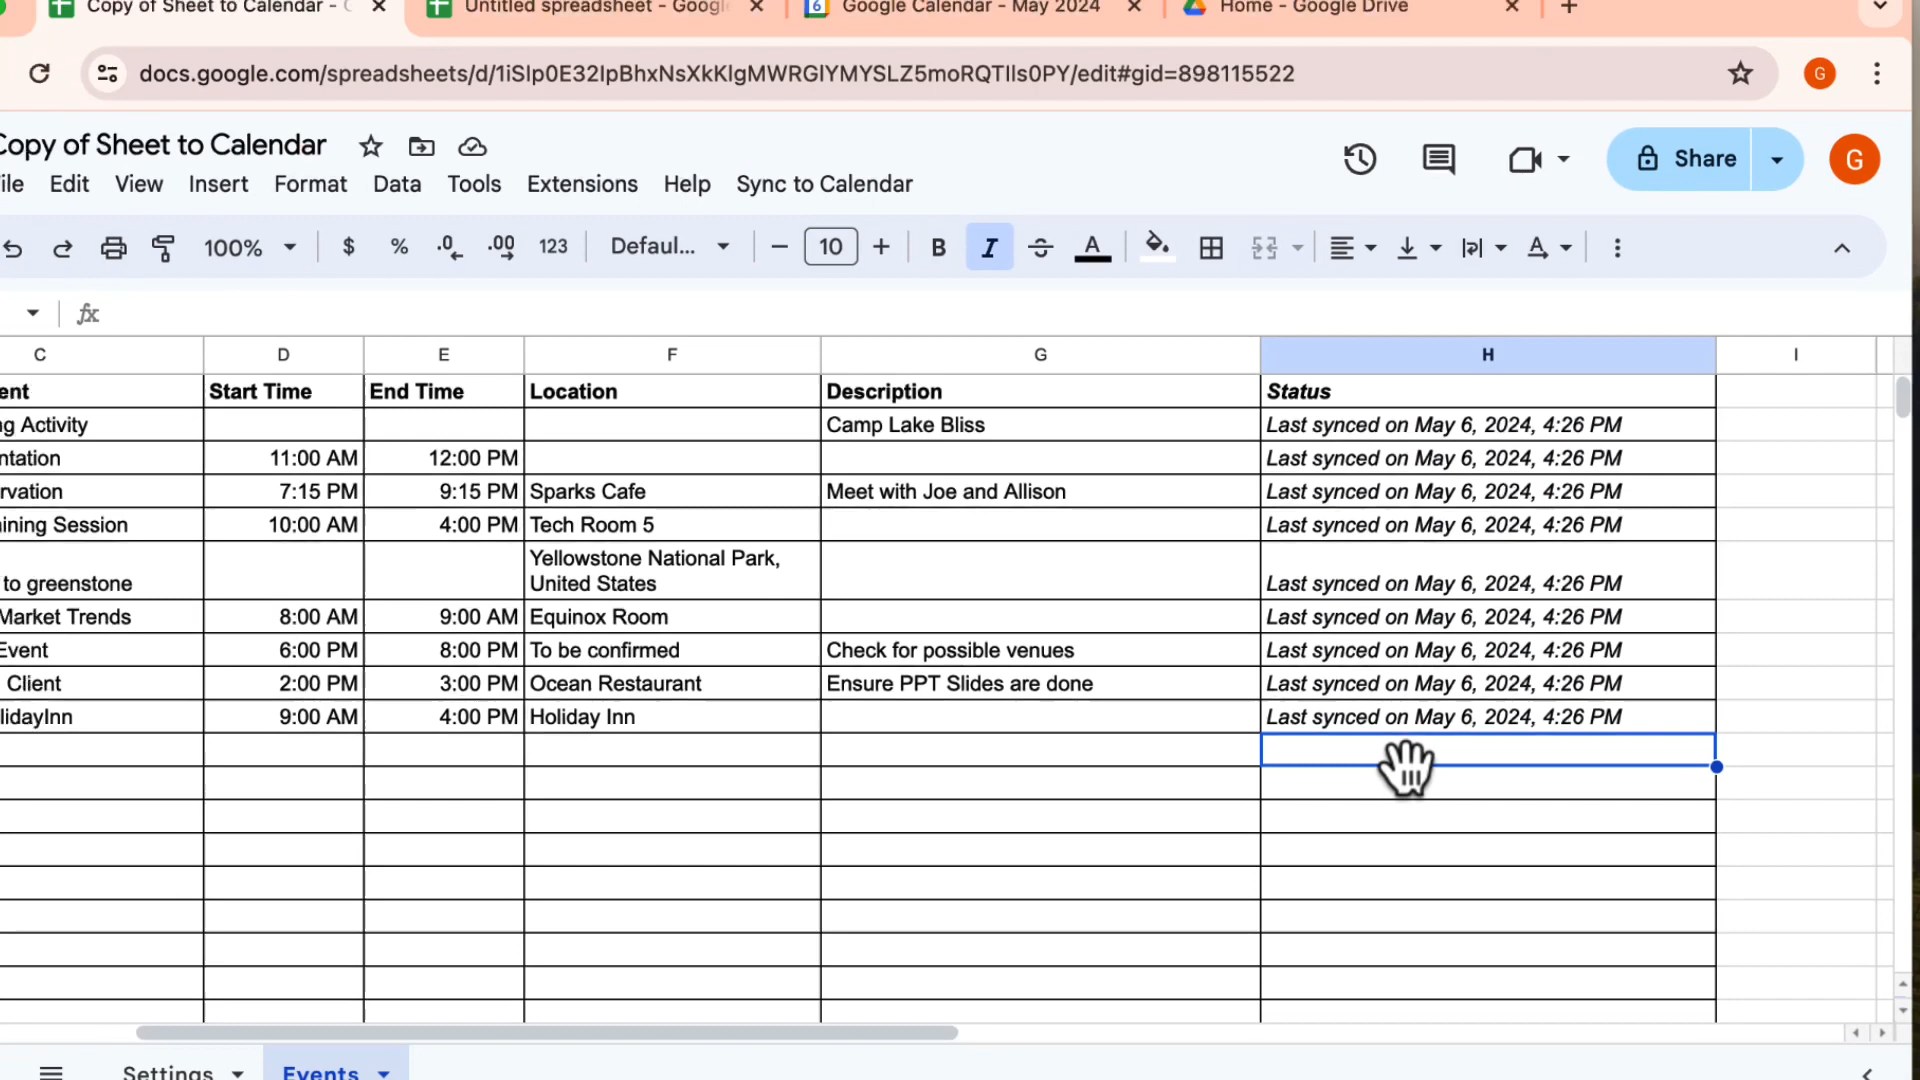 Copy of Sheet to Calendar -
Untitled spreadsheet - Googl
6 Google Calendar - May 2024
Home - Google Drive
docs.google.com/spreadsheets/d/1iSIp0E32IpBhxNsXkKlgMWRGlYMYSLZ5moRQTIls0PY/edit#gid=898115522
G
Copy of Sheet to Calendar
Share
G
ile Edit View Insert Format Data Tools Extensions Help Sync to Calendar
100% $ % .0 .00 123 Defaul... − 10 + B I A
fx
C D E F G H I
ent Start Time End Time Location Description Status
ng Activity Camp Lake Bliss Last synced on May 6, 2024, 4:26 PM
ntation 11:00 AM 12:00 PM Last synced on May 6, 2024, 4:26 PM
rvation 7:15 PM 9:15 PM Sparks Cafe Meet with Joe and Allison Last synced on May 6, 2024, 4:26 PM
ining Session 10:00 AM 4:00 PM Tech Room 5 Last synced on May 6, 2024, 4:26 PM
Yellowstone National Park,
to greenstone United States Last synced on May 6, 2024, 4:26 PM
Market Trends 8:00 AM 9:00 AM Equinox Room Last synced on May 6, 2024, 4:26 PM
Event 6:00 PM 8:00 PM To be confirmed Check for possible venues Last synced on May 6, 2024, 4:26 PM
Client 2:00 PM 3:00 PM Ocean Restaurant Ensure PPT Slides are done Last synced on May 6, 2024, 4:26 PM
lidayInn 9:00 AM 4:00 PM Holiday Inn Last synced on May 6, 2024, 4:26 PM
Settings Events